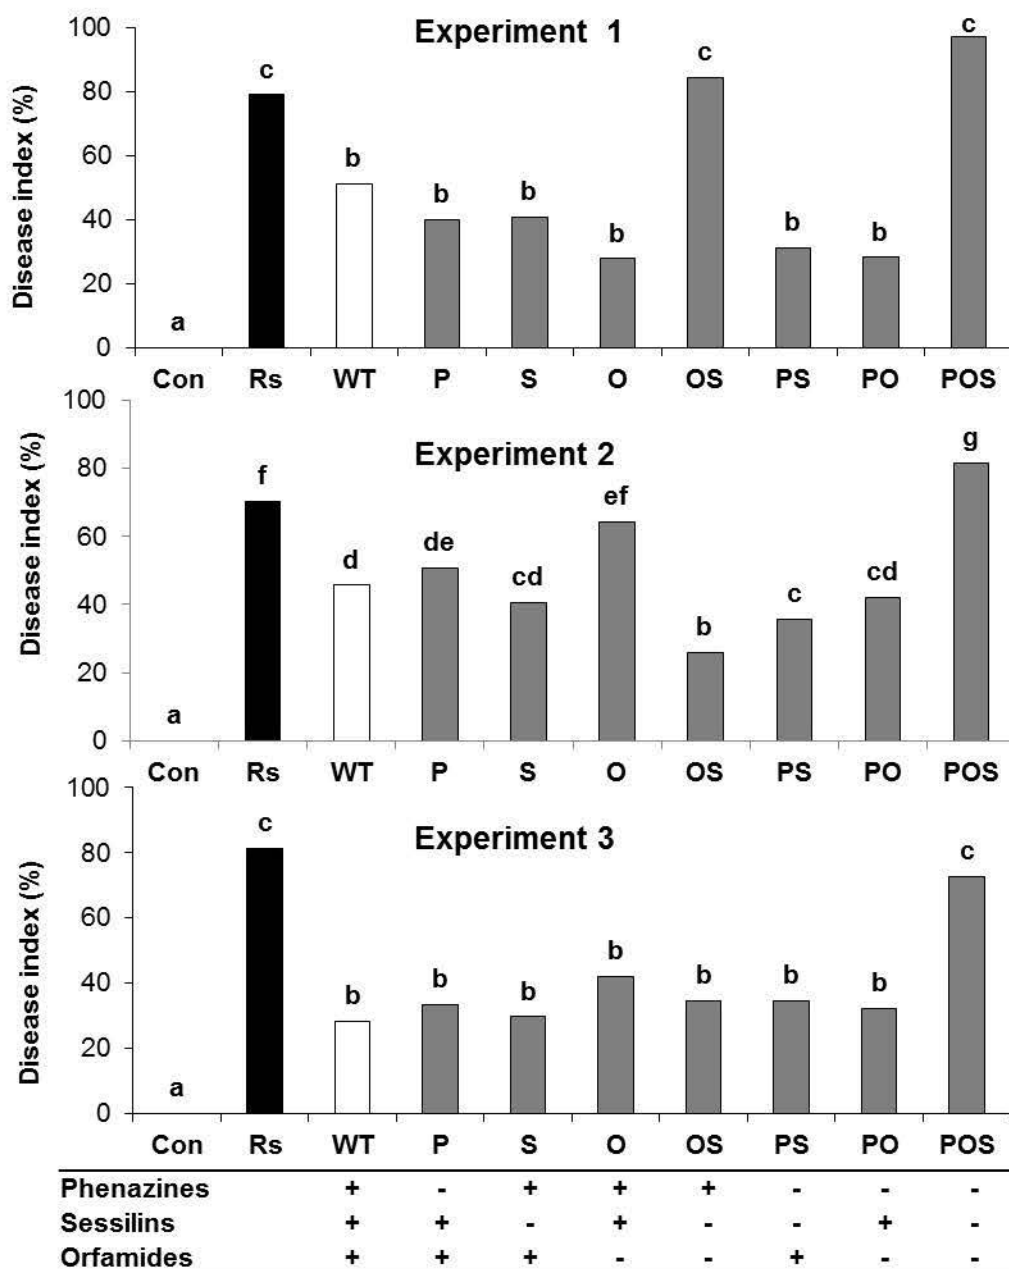 Experiment 1
Disease index (%)
100
80
60
40
20
0
a
c
b
b
b
b
c
b
b
c
Con Rs WT P S O OS PS PO POS
Experiment 2
Disease index (%)
100
80
60
40
20
0
a
f
d
de
cd
ef
b
c
cd
g
Con Rs WT P S O OS PS PO POS
Experiment 3
Disease index (%)
100
80
60
40
20
0
a
c
b
b
b
b
b
b
b
c
Con Rs WT P S O OS PS PO POS
Phenazines + - + + + - - -
Sessilins + + - + - - + -
Orfamides + + + - - + - -